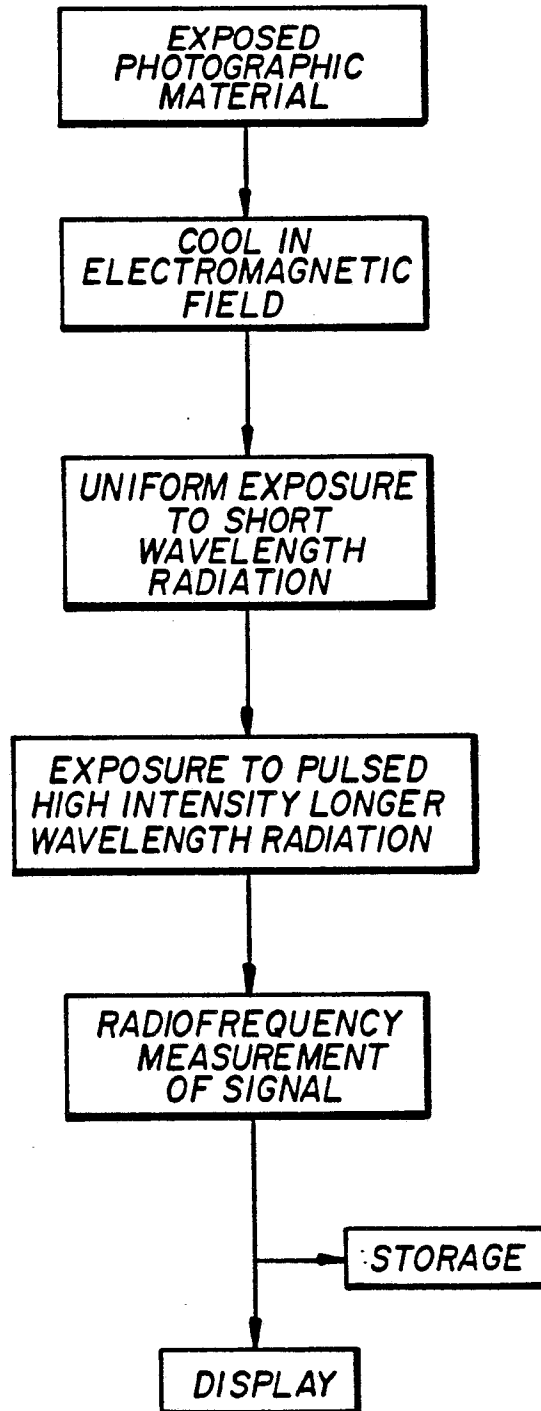 EXPOSED
PHOTOGRAPHIC
MATERIAL
COOL IN
ELECTROMAGNETIC
FIELD
UNIFORM EXPOSURE
TO SHORT
WAVELENGTH
RADIATION
EXPOSURE TO PULSED
HIGH INTENSITY LONGER
WAVELENGTH RADIATION
RADIOFREQUENCY
MEASUREMENT
OF SIGNAL
STORAGE
DISPLAY